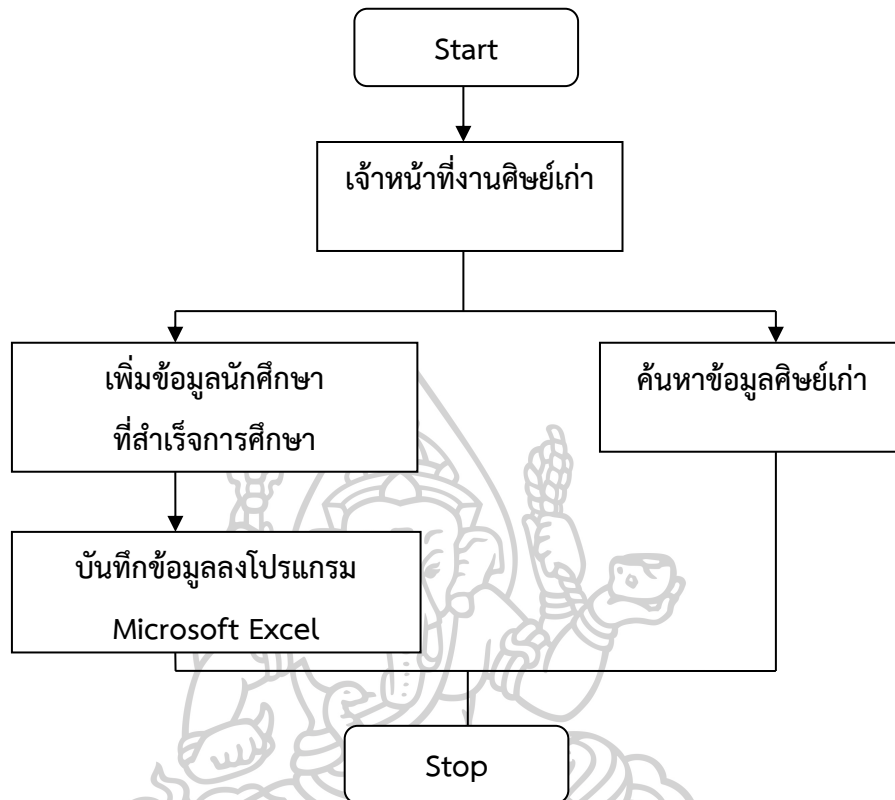 Start
เจ้าหน้าที่งานศิษย์เก่า
เพิ่มข้อมูลนักศึกษา
ที่สำเร็จการศึกษา
ค้นหาข้อมูลศิษย์เก่า
บันทึกข้อมูลลงโปรแกรม
Microsoft Excel
Stop